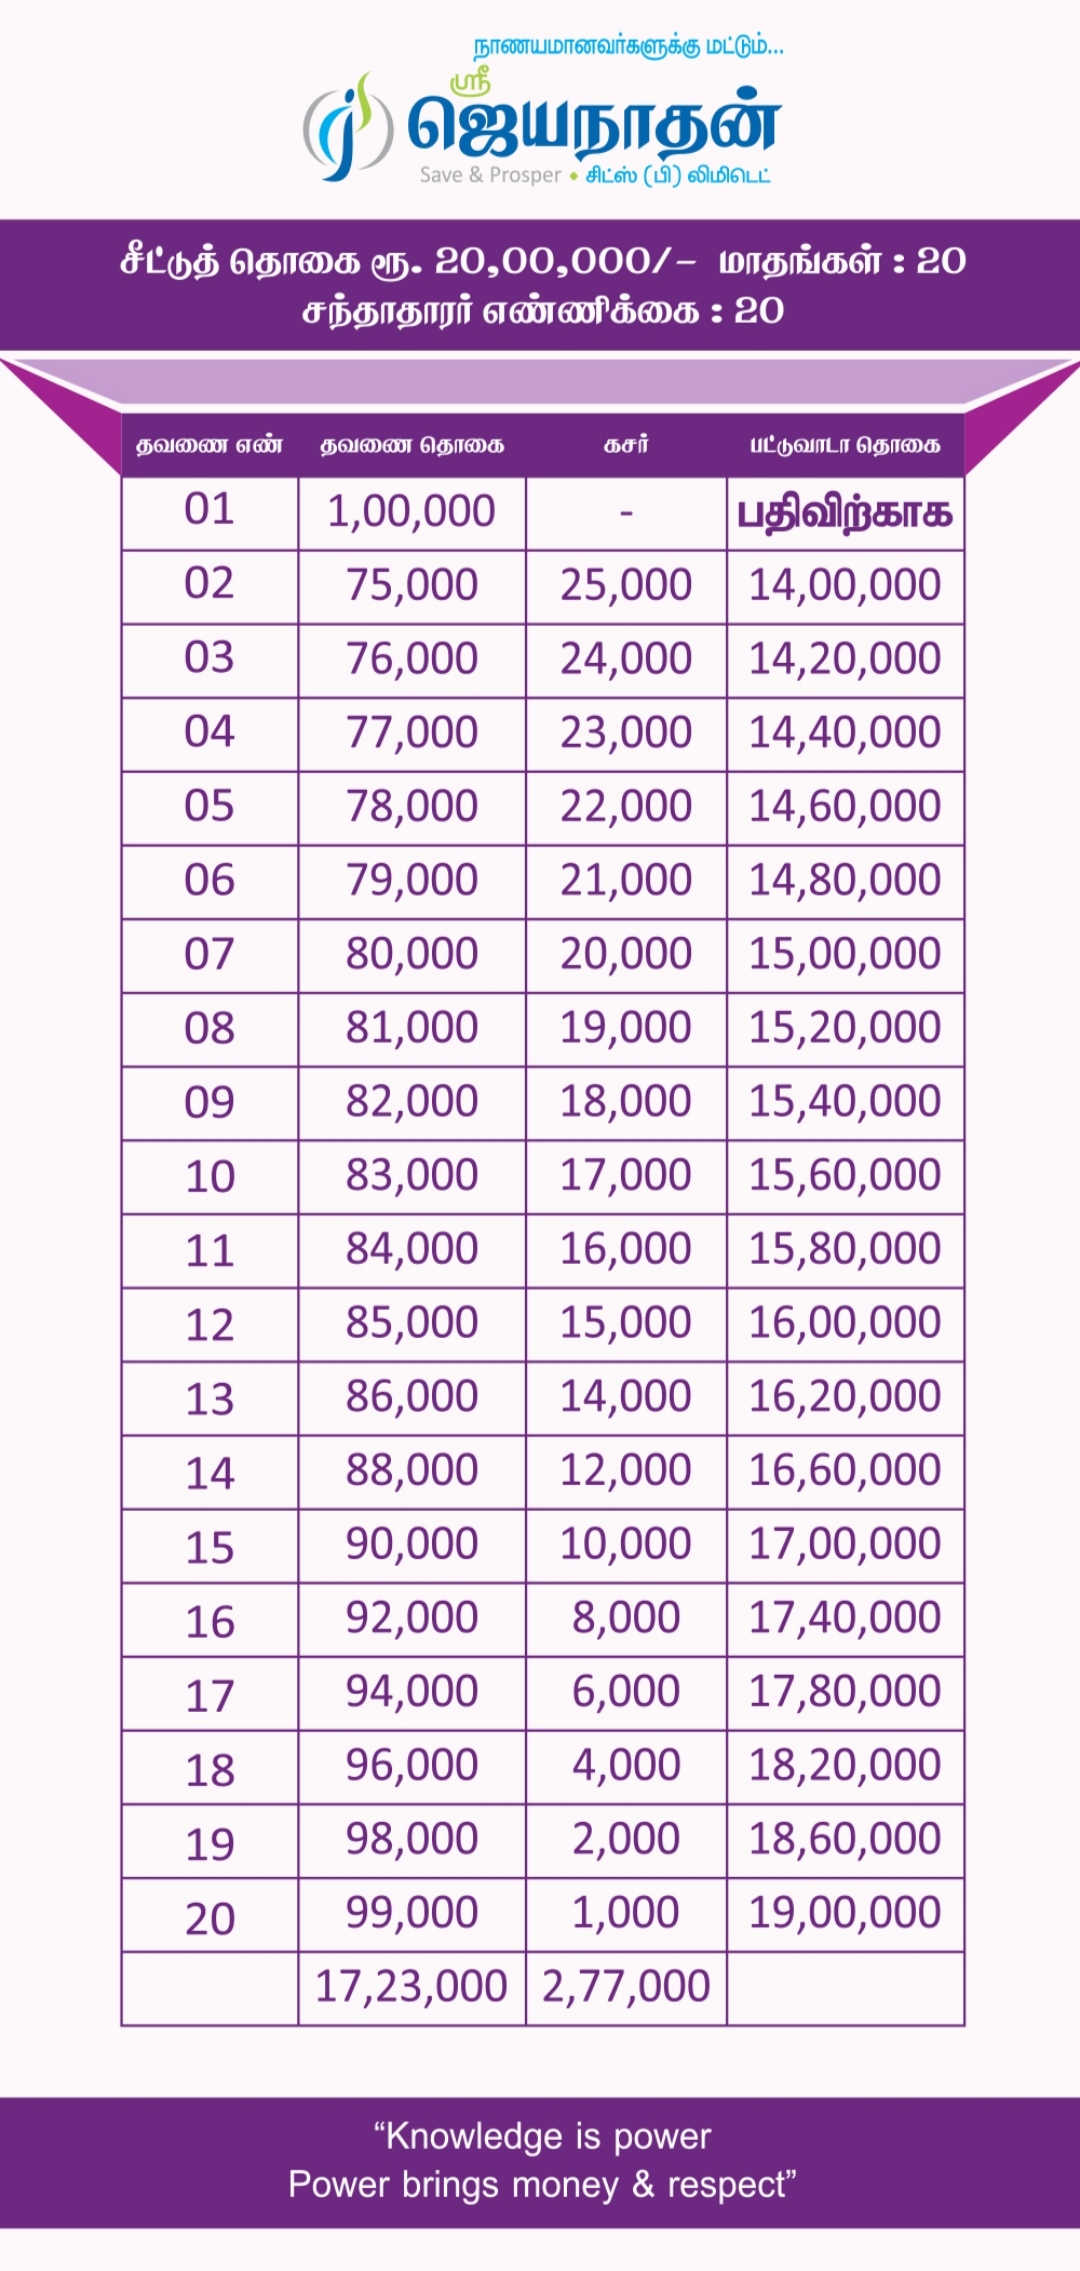 நாணயமானவர்களுக்கு மட்டும்...
ஸ்ரீ
ஜெயநாதன்
Save & Prosper • சிட்ஸ் (பி) லிமிடெட்
சீட்டுத் தொகை ரூ. 20,00,000/- மாதங்கள் : 20
சந்தாதாரர் எண்ணிக்கை : 20
தவணை எண் தவணை தொகை கசர் பட்டுவாடா தொகை
01 1,00,000 - பதிவிற்காக
02 75,000 25,000 14,00,000
03 76,000 24,000 14,20,000
04 77,000 23,000 14,40,000
05 78,000 22,000 14,60,000
06 79,000 21,000 14,80,000
07 80,000 20,000 15,00,000
08 81,000 19,000 15,20,000
09 82,000 18,000 15,40,000
10 83,000 17,000 15,60,000
11 84,000 16,000 15,80,000
12 85,000 15,000 16,00,000
13 86,000 14,000 16,20,000
14 88,000 12,000 16,60,000
15 90,000 10,000 17,00,000
16 92,000 8,000 17,40,000
17 94,000 6,000 17,80,000
18 96,000 4,000 18,20,000
19 98,000 2,000 18,60,000
20 99,000 1,000 19,00,000
17,23,000 2,77,000
“Knowledge is power
Power brings money & respect”